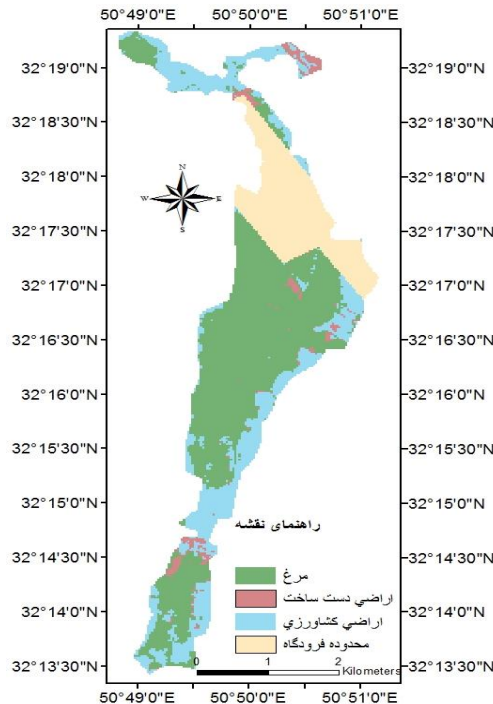 50°49'0"E 50°50'0"E 50°51'0"E
32°19'0"N 32°19'0"N
32°18'30"N 32°18'30"N
32°18'0"N 32°18'0"N
N
W E
S
32°17'30"N 32°17'30"N
32°17'0"N 32°17'0"N
32°16'30"N 32°16'30"N
32°16'0"N 32°16'0"N
32°15'30"N 32°15'30"N
32°15'0"N 32°15'0"N
راهنمای نقشه
32°14'30"N 32°14'30"N
مرغ
اراضي دست ساخت
32°14'0"N 32°14'0"N
اراضي کشاورزي
محدوده فرودگاه
32°13'30"N 32°13'30"N
0 1 2
Kilometers
50°49'0"E 50°50'0"E 50°51'0"E